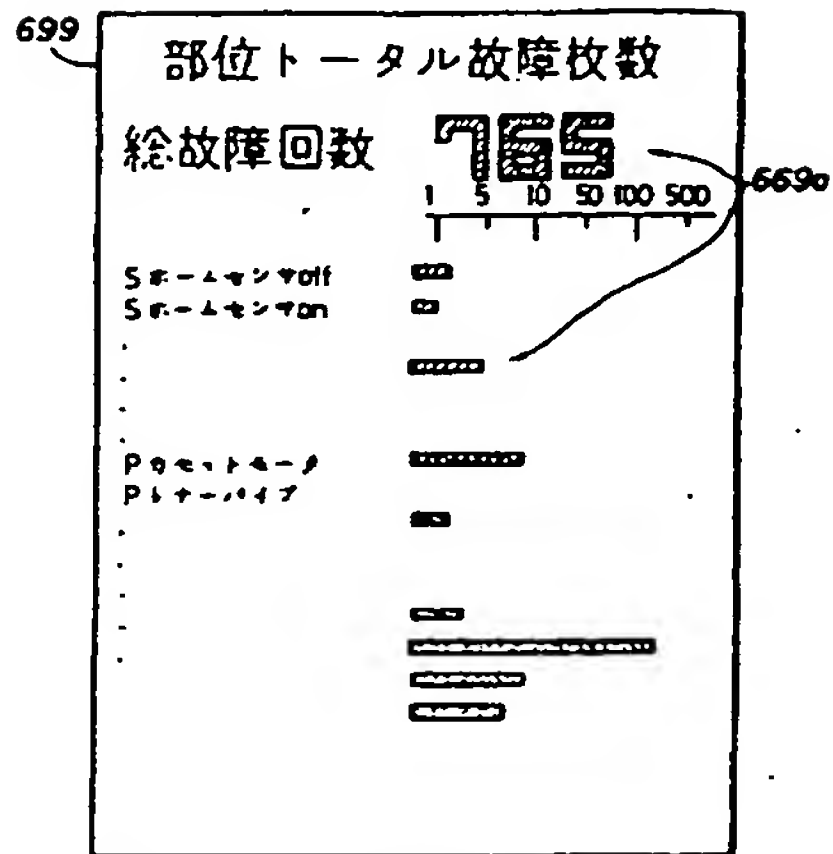 699
部位トータル故障枚数
総故障回数 765
669a
1 5 10 50 100 500
Sホームセンサoff
Sホームセンサon
Pカセットモータ
Pトナーパイプ